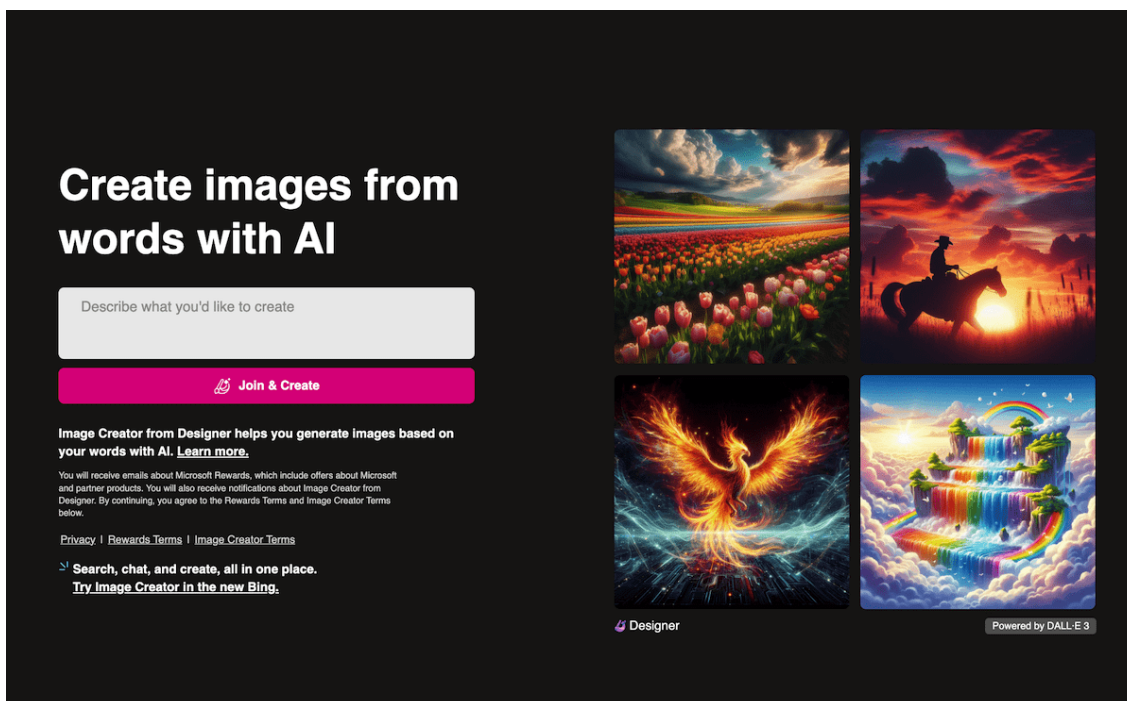 Create images from
words with AI
Describe what you'd like to create
Join & Create
Image Creator from Designer helps you generate images based on
your words with AI. Learn more.
You will receive emails about Microsoft Rewards, which include offers about Microsoft
and partner products. You will also receive notifications about Image Creator from
Designer. By continuing, you agree to the Rewards Terms and Image Creator Terms
below.
Privacy | Rewards Terms | Image Creator Terms
Search, chat, and create, all in one place.
Try Image Creator in the new Bing.
Designer
Powered by DALL·E 3